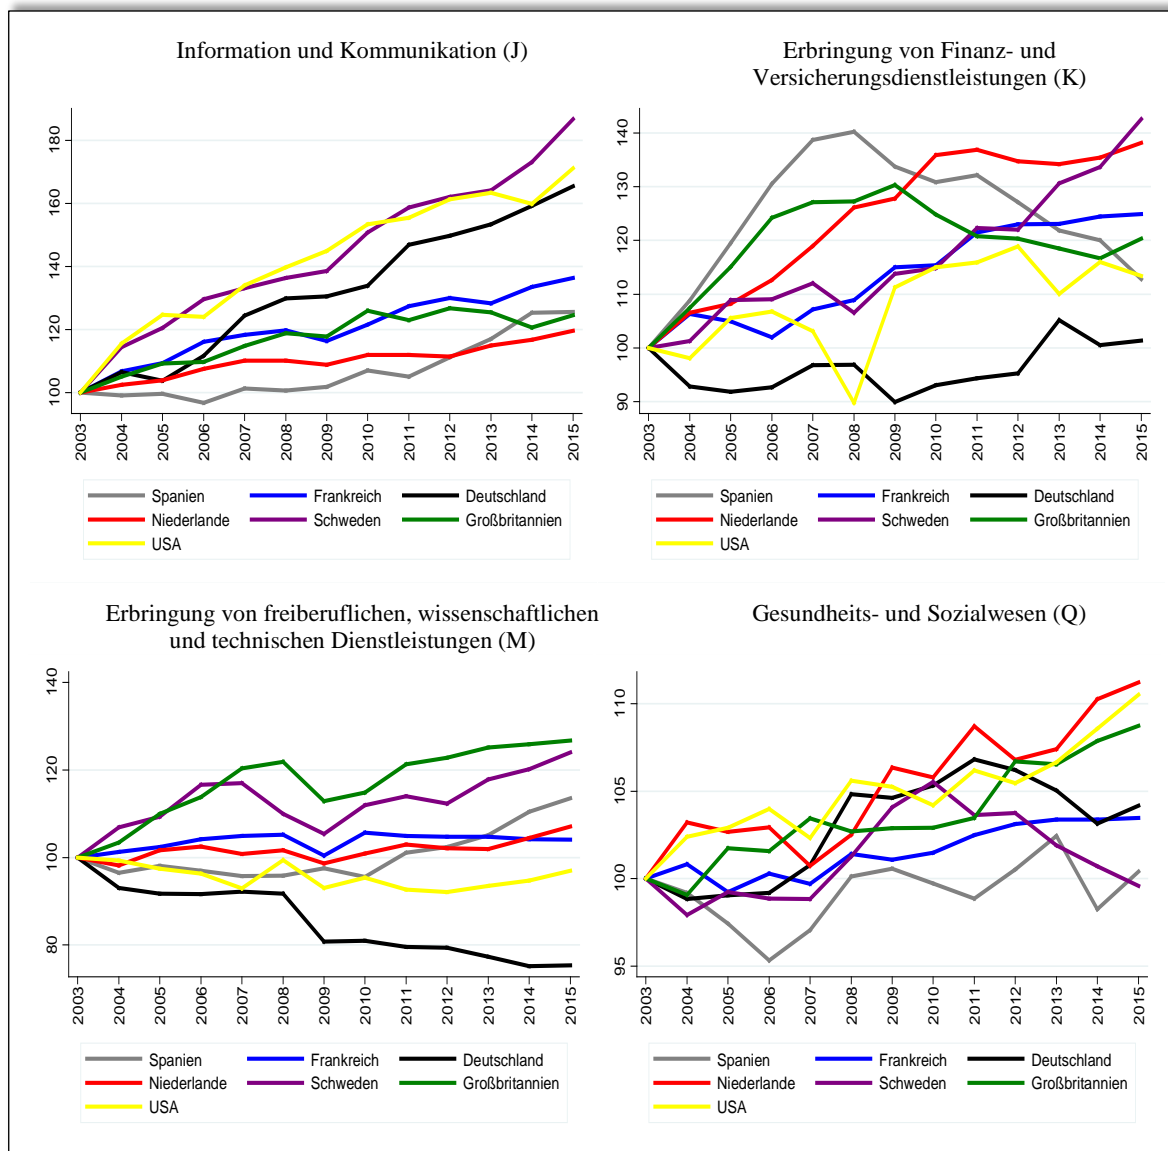 Information und Kommunikation (J)
180
160
140
120
100
2003
2004
2005
2006
2007
2008
2009
2010
2011
2012
2013
2014
2015
Spanien
Frankreich
Deutschland
Niederlande
Schweden
Großbritannien
USA
Erbringung von Finanz- und
Versicherungsdienstleistungen (K)
140
130
120
110
100
90
2003
2004
2005
2006
2007
2008
2009
2010
2011
2012
2013
2014
2015
Spanien
Frankreich
Deutschland
Niederlande
Schweden
Großbritannien
USA
Erbringung von freiberuflichen, wissenschaftlichen
und technischen Dienstleistungen (M)
140
120
100
80
2003
2004
2005
2006
2007
2008
2009
2010
2011
2012
2013
2014
2015
Spanien
Frankreich
Deutschland
Niederlande
Schweden
Großbritannien
USA
Gesundheits- und Sozialwesen (Q)
110
105
100
95
2003
2004
2005
2006
2007
2008
2009
2010
2011
2012
2013
2014
2015
Spanien
Frankreich
Deutschland
Niederlande
Schweden
Großbritannien
USA